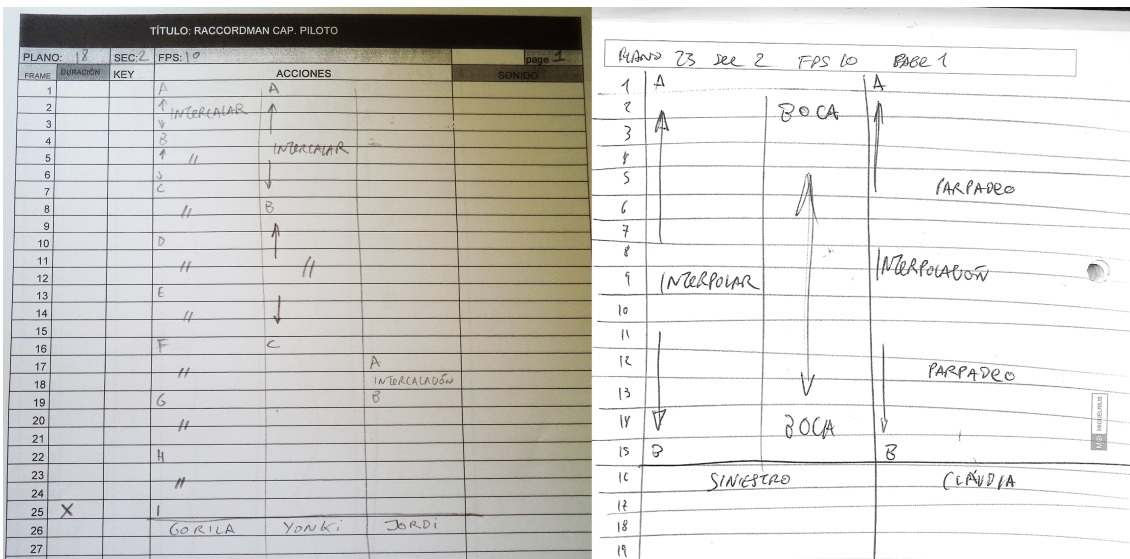 TÍTULO: RACCORDMAN CAP. PILOTO
PLANO: 18 SEC: 2 FPS: 10 page 1
FRAME DURACIÓN KEY ACCIONES SONIDO
1 A A
2 INTERCALAR
3
4 B
5 // INTERCALAR =
6
7 C
8 // B
9
10 D
11 // //
12
13 E
14 //
15
16 F C
17 // A
18 INTERCALACIÓN
19 G B
20 //
21
22 H
23 //
24
25 X I
26 GORILA YONKI JORDI
27
PLANO 23 SEC 2 FPS 10 PAGE 1
1 A A
2 BOCA
3
4
5 PARPADEO
6
7
8
9 INTERPOLAR INTERPOLACIÓN
10
11
12 PARPADEO
13
14 BOCA
15 B B
16 SINIESTRO CLÁUDIA
17
18
19
MIQUELRIUS